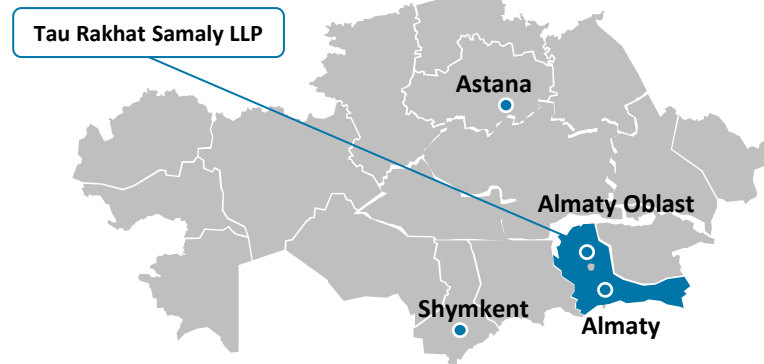 Tau Rakhat Samaly LLP
Astana
Almaty Oblast
Shymkent
Almaty